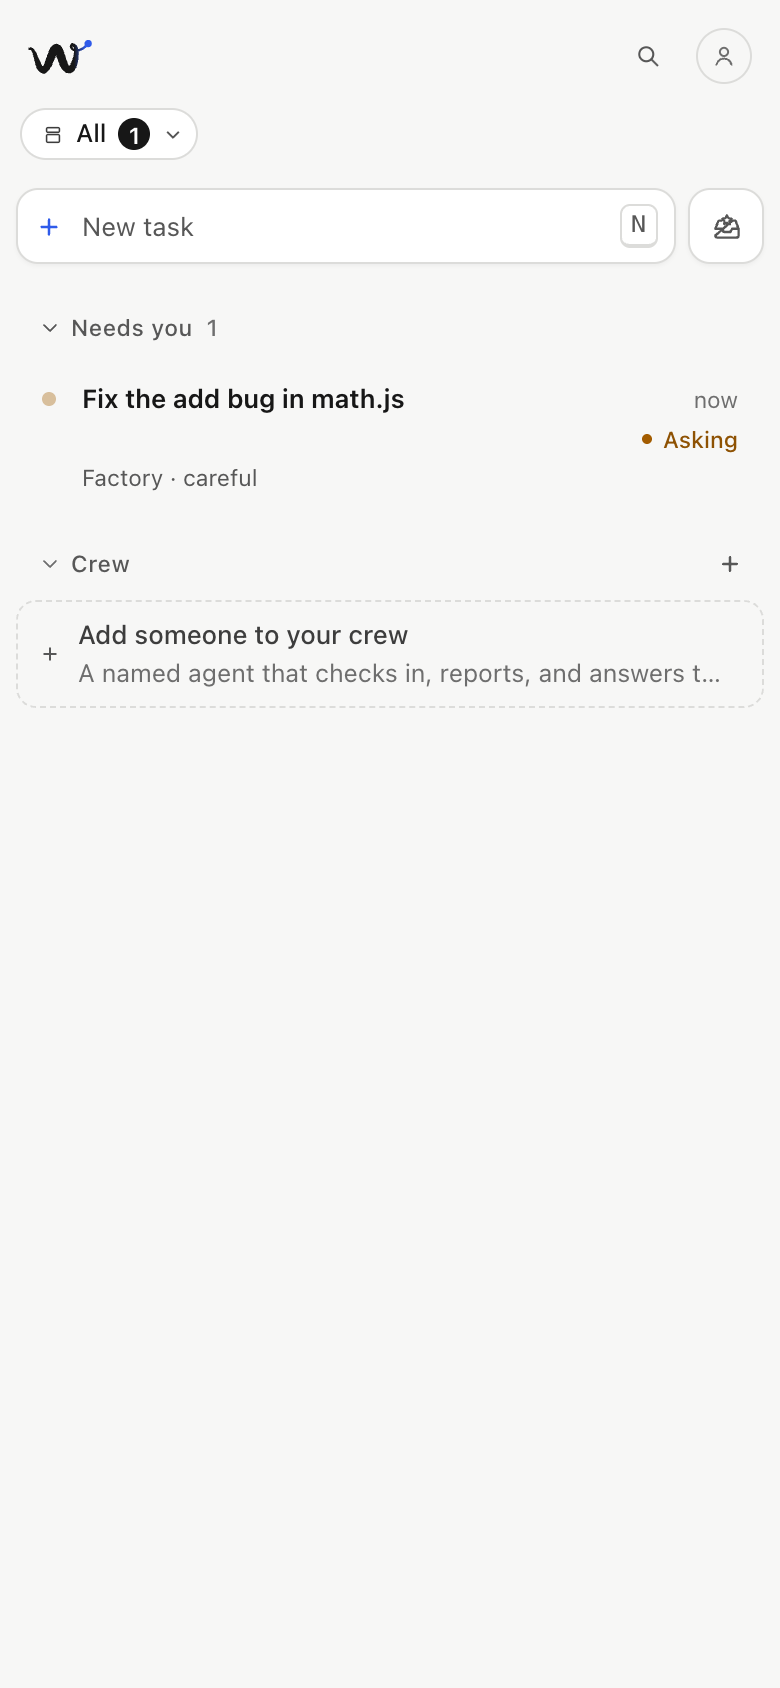 All 1
New task N
Needs you 1
Fix the add bug in math.js now
Asking
Factory · careful
Crew
Add someone to your crew
A named agent that checks in, reports, and answers t...